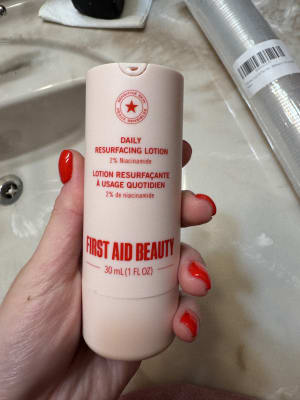 DAILY
RESURFACING LOTION
2% Niacinamide
LOTION RESURFAÇANTE
À USAGE QUOTIDIEN
2% de niacinamide
FIRST AID BEAUTY
30 mL (1 FL OZ)